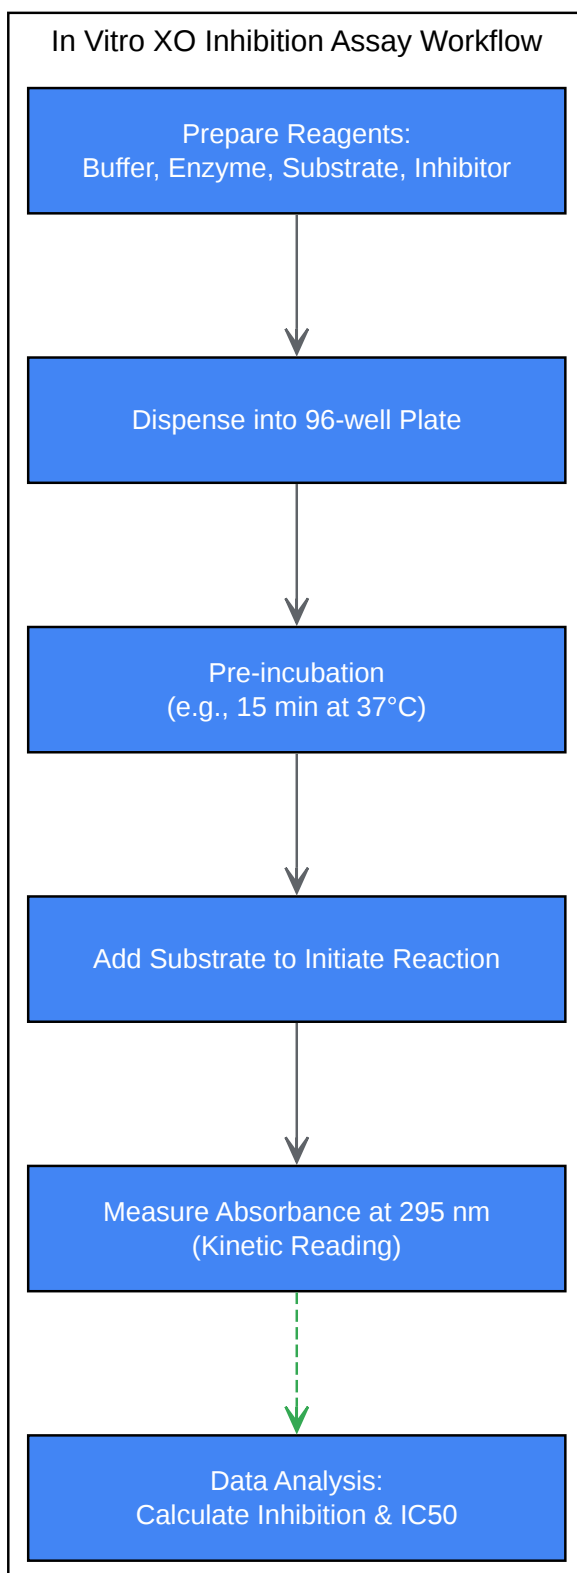 In Vitro XO Inhibition Assay Workflow
Prepare Reagents:
Buffer, Enzyme, Substrate, Inhibitor
Dispense into 96-well Plate
Pre-incubation
(e.g., 15 min at 37°C)
Add Substrate to Initiate Reaction
Measure Absorbance at 295 nm
(Kinetic Reading)
Data Analysis:
Calculate Inhibition & IC50